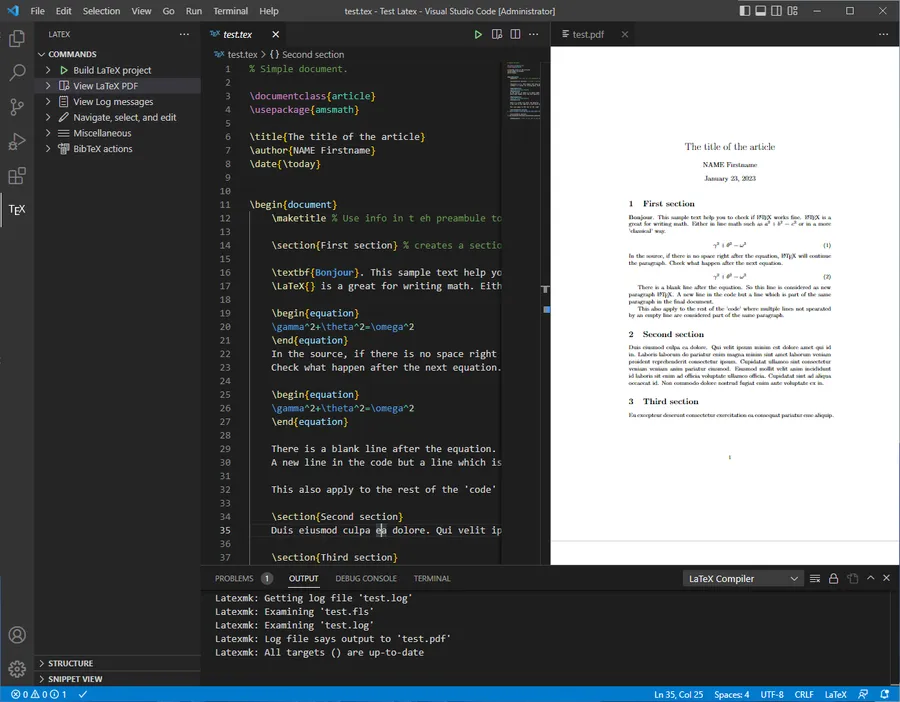 File Edit Selection View Go Run Terminal Help
test.tex - Test Latex - Visual Studio Code [Administrator]
LATEX
COMMANDS
Build LaTeX project
View LaTeX PDF
View Log messages
Navigate, select, and edit
Miscellaneous
BibTeX actions
TEX
STRUCTURE
SNIPPET VIEW
TEX test.tex
TEX test.tex > {} Second section
1 % Simple document.
2
3 \documentclass{article}
4 \usepackage{amsmath}
5
6 \title{The title of the article}
7 \author{NAME Firstname}
8 \date{\today}
9
10
11 \begin{document}
12 \maketitle % Use info in t eh preambule to
13
14 \section{First section} % creates a sectio
15
16 \textbf{Bonjour}. This sample text help yo
17 \LaTeX{} is a great for writing math. Eith
18
19 \begin{equation}
20 \gamma^2+\theta^2=\omega^2
21 \end{equation}
22 In the source, if there is no space right
23 Check what happen after the next equation.
24
25 \begin{equation}
26 \gamma^2+\theta^2=\omega^2
27 \end{equation}
28
29 There is a blank line after the equation.
30 A new line in the code but a line which is
31
32 This also apply to the rest of the 'code'
33
34 \section{Second section}
35 Duis eiusmod culpa ea dolore. Qui velit ip
36
37 \section{Third section}
test.pdf
The title of the article
NAME Firstname
January 23, 2023
1 First section
Bonjour. This sample text help you to check if LATEX works fine. LATEX is a
great for writing math. Either in line math such as a² + b² = c² or in a more
'classical' way.
γ² + θ² = ω² (1)
In the source, if there is no space right after the equation, LATEX will continue
the paragraph. Check what happen after the next equation.
γ² + θ² = ω² (2)
There is a blank line after the equation. So this line is considered as new
paragraph LATEX. A new line in the code but a line which is part of the same
paragraph in the final document.
This also apply to the rest of the 'code' where multiple lines not spearated
by an empty line are considered part of the same paragraph.
2 Second section
Duis eiusmod culpa ea dolore. Qui velit ipsum minim est dolore amet qui id
in. Laboris laborum do pariatur enim magna minim sint amet laborum veniam
proident reprehenderit consectetur ipsum. Cupidatat ullamco sint consectetur
veniam veniam anim pariatur eiusmod. Eiusmod mollit velit anim incididunt
id laboris sit enim ad officia voluptate ullamco officia. Cupidatat sint ad aliqua
occaecat id. Non commodo dolore nostrud fugiat enim aute voluptate ex in.
3 Third section
Ea excepteur deserunt consectetur exercitation ea consequat pariatur esse aliquip.
1
PROBLEMS 1 OUTPUT DEBUG CONSOLE TERMINAL
LaTeX Compiler
Latexmk: Getting log file 'test.log'
Latexmk: Examining 'test.fls'
Latexmk: Examining 'test.log'
Latexmk: Log file says output to 'test.pdf'
Latexmk: All targets () are up-to-date
0 0 1
Ln 35, Col 25 Spaces: 4 UTF-8 CRLF LaTeX